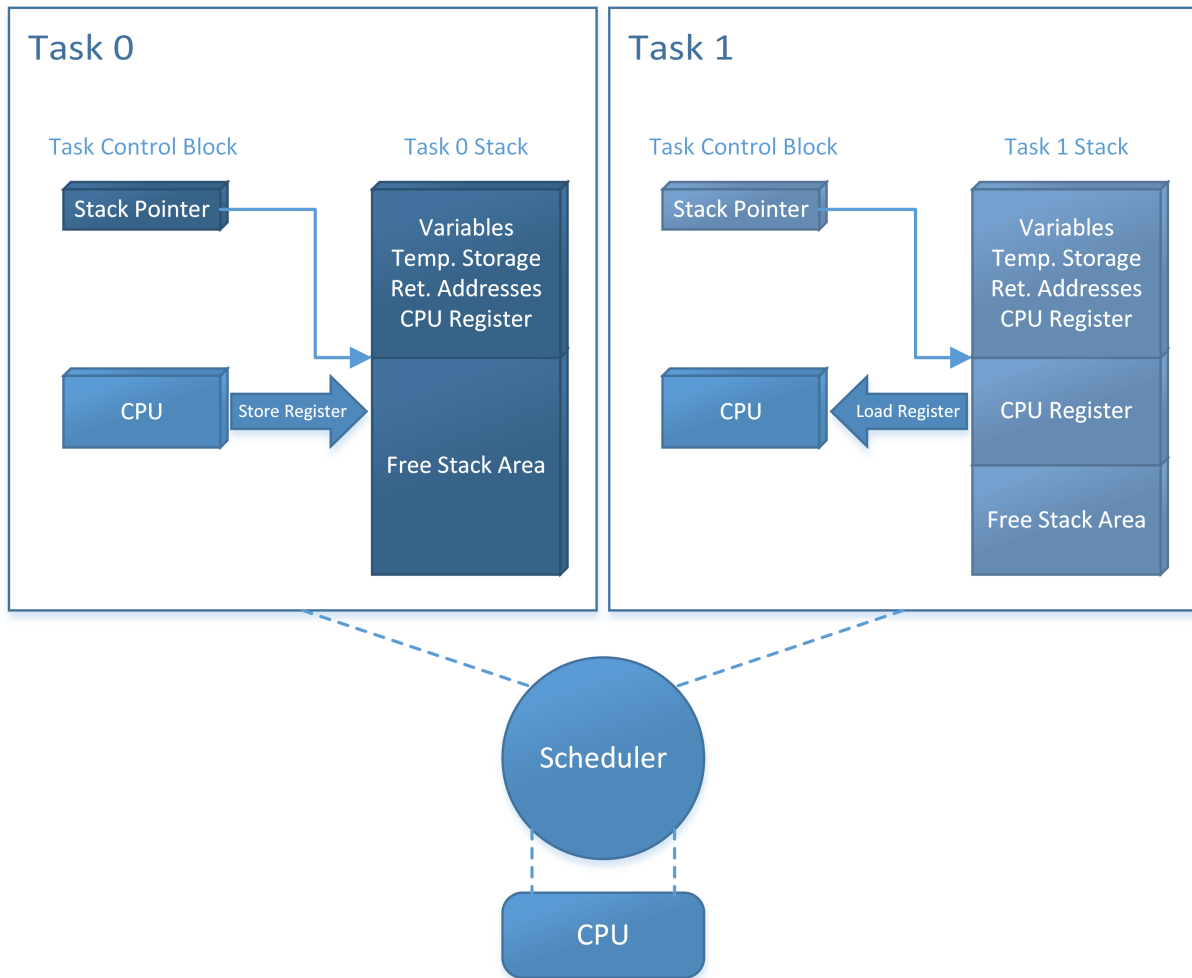 Task 0
Task Control Block
Task 0 Stack
Stack Pointer
Variables
Temp. Storage
Ret. Addresses
CPU Register
CPU
Store Register
Free Stack Area
Task 1
Task Control Block
Task 1 Stack
Stack Pointer
Variables
Temp. Storage
Ret. Addresses
CPU Register
CPU
Load Register
CPU Register
Free Stack Area
Scheduler
CPU